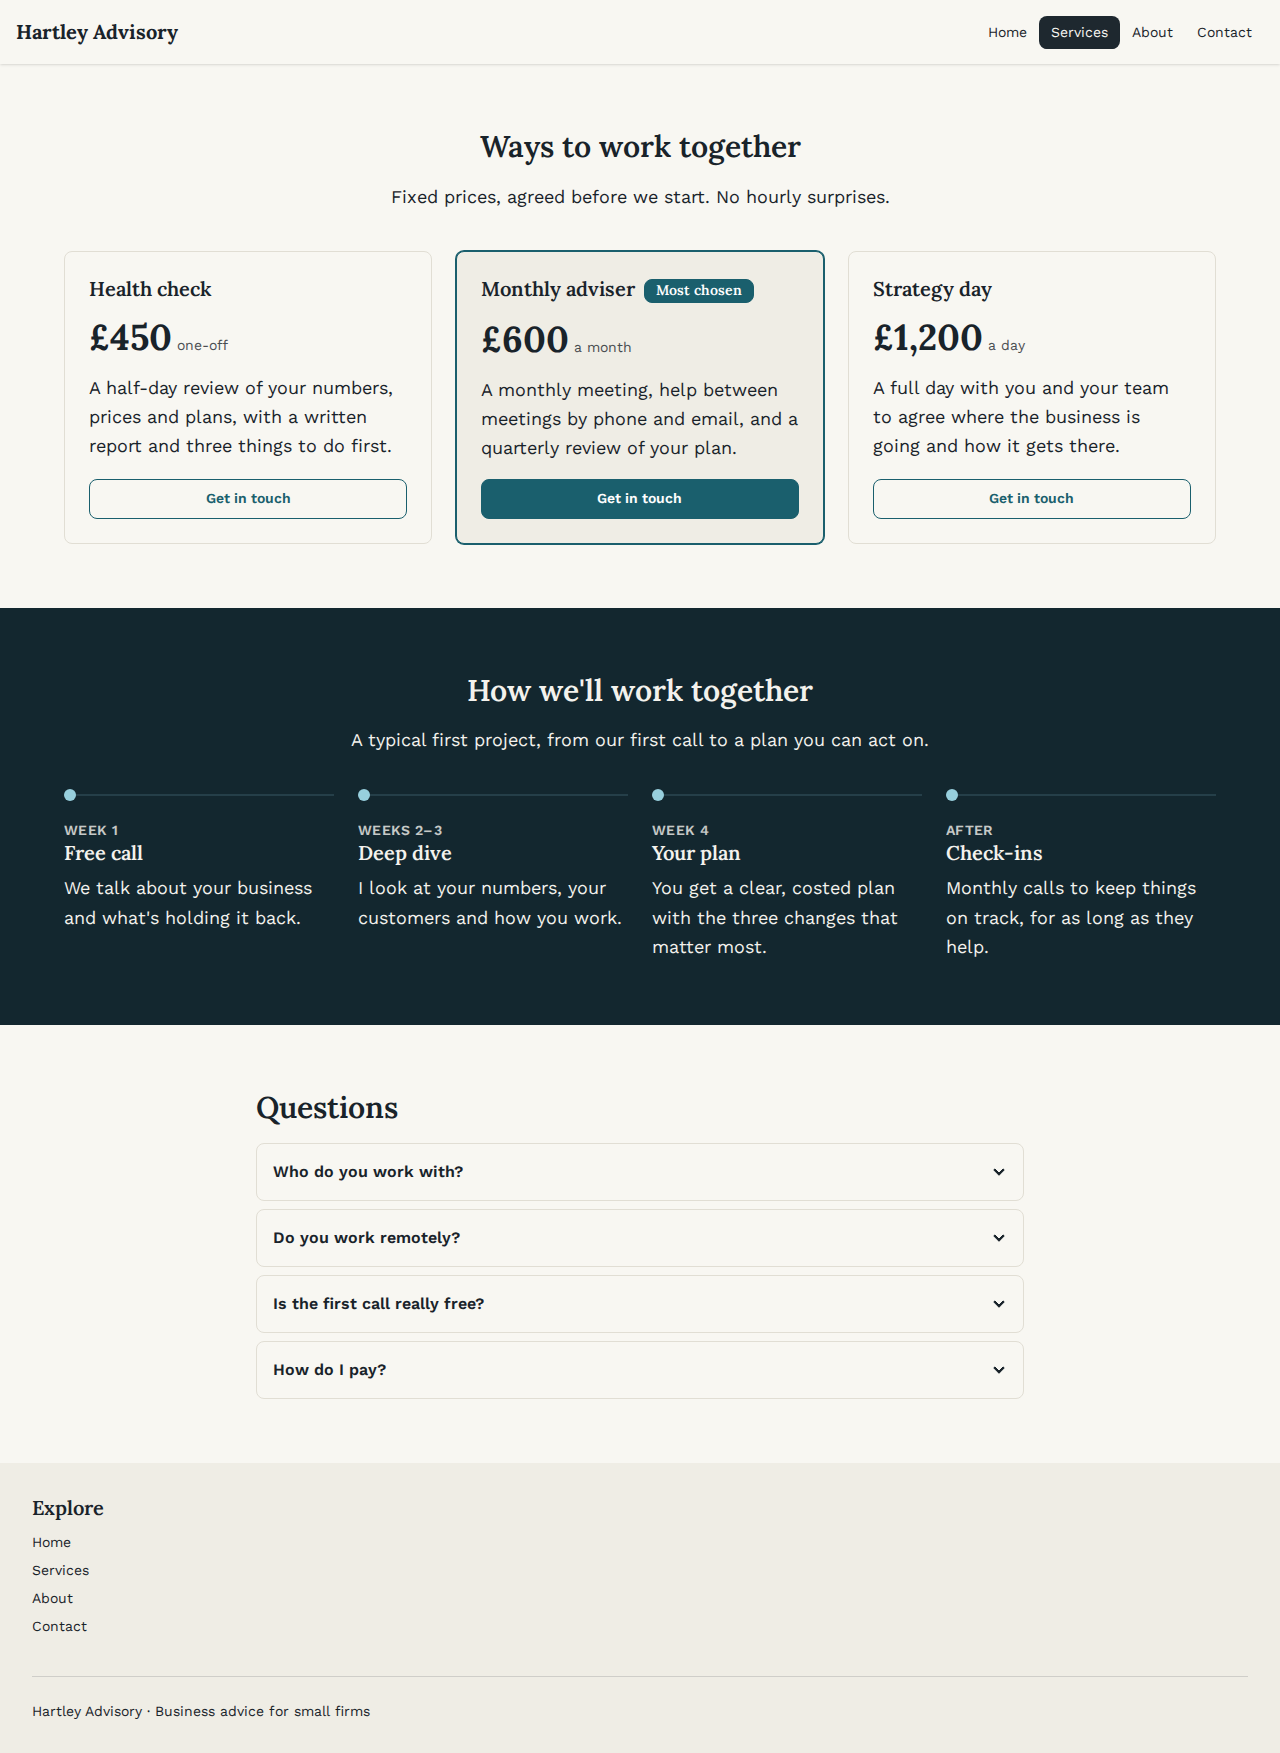 Hartley Advisory
Home Services About Contact
Ways to work together
Fixed prices, agreed before we start. No hourly surprises.
Health check
£450 one-off
A half-day review of your numbers,
prices and plans, with a written
report and three things to do first.
Get in touch
Monthly adviser Most chosen
£600 a month
A monthly meeting, help between
meetings by phone and email, and a
quarterly review of your plan.
Get in touch
Strategy day
£1,200 a day
A full day with you and your team
to agree where the business is
going and how it gets there.
Get in touch
How we'll work together
A typical first project, from our first call to a plan you can act on.
WEEK 1
Free call
We talk about your business
and what's holding it back.
WEEKS 2–3
Deep dive
I look at your numbers, your
customers and how you work.
WEEK 4
Your plan
You get a clear, costed plan
with the three changes that
matter most.
AFTER
Check-ins
Monthly calls to keep things
on track, for as long as they
help.
Questions
Who do you work with?
Do you work remotely?
Is the first call really free?
How do I pay?
Explore
Home
Services
About
Contact
Hartley Advisory · Business advice for small firms